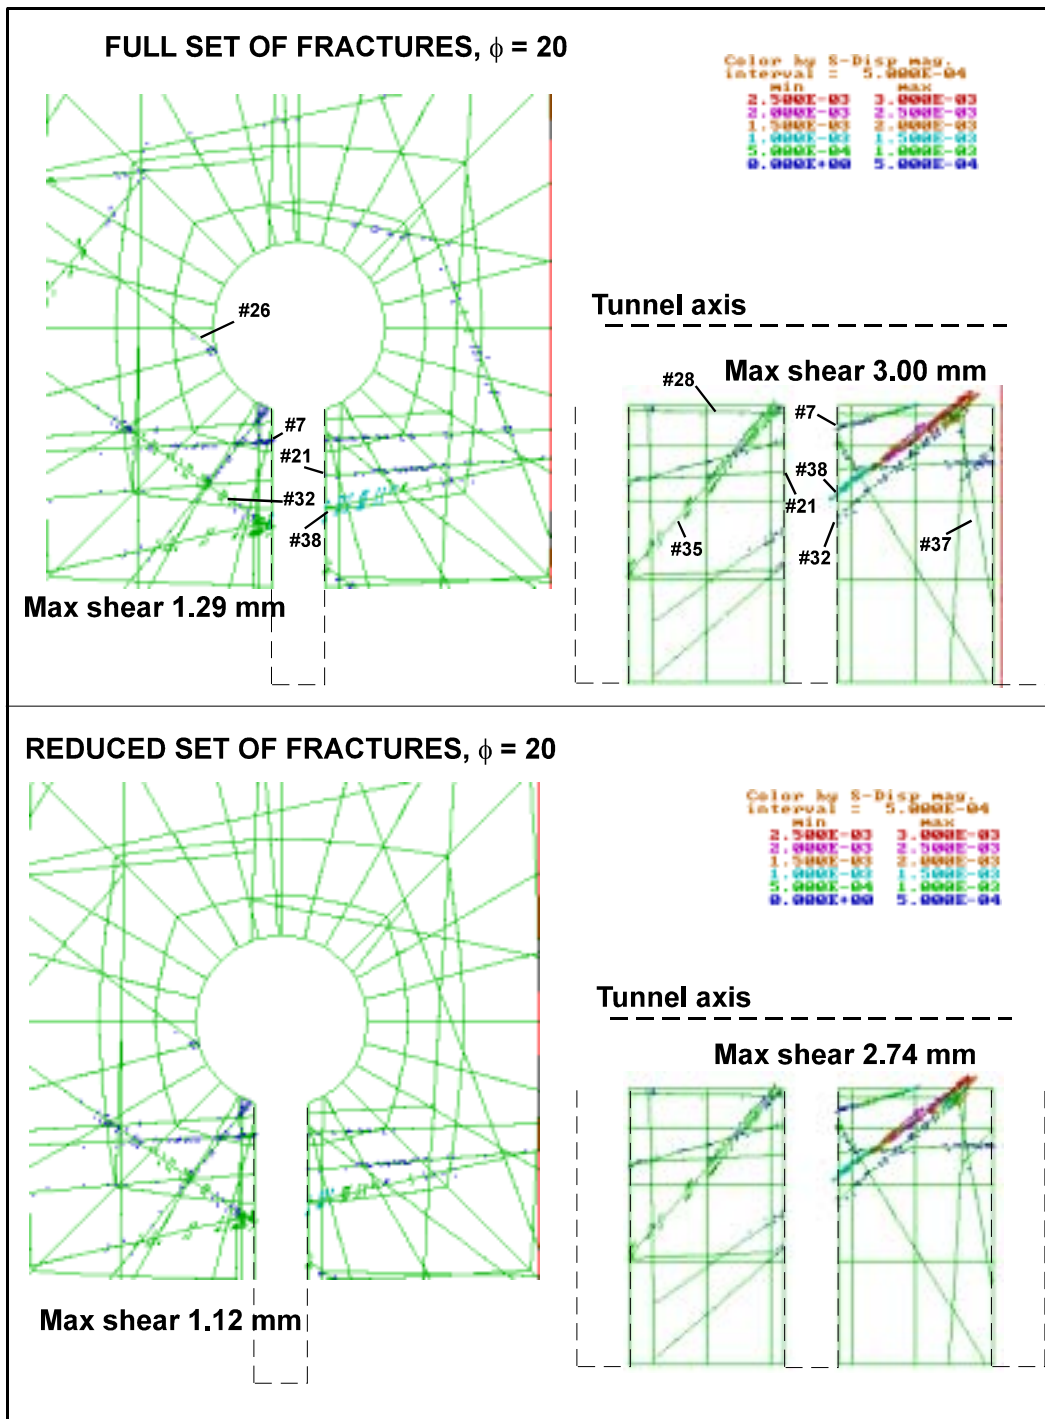 FULL SET OF FRACTURES, ϕ = 20
Color by S-Disp mag.
interval = 5.000E-04
min max
2.500E-03 3.000E-03
2.000E-03 2.500E-03
1.500E-03 2.000E-03
1.000E-03 1.500E-03
5.000E-04 1.000E-03
0.000E+00 5.000E-04
#26
#7
#21
#32
#38
Max shear 1.29 mm
Tunnel axis
Max shear 3.00 mm
#28
#7
#38
#21
#35
#32
#37
REDUCED SET OF FRACTURES, ϕ = 20
Color by S-Disp mag.
interval = 5.000E-04
min max
2.500E-03 3.000E-03
2.000E-03 2.500E-03
1.500E-03 2.000E-03
1.000E-03 1.500E-03
5.000E-04 1.000E-03
0.000E+00 5.000E-04
Max shear 1.12 mm
Tunnel axis
Max shear 2.74 mm